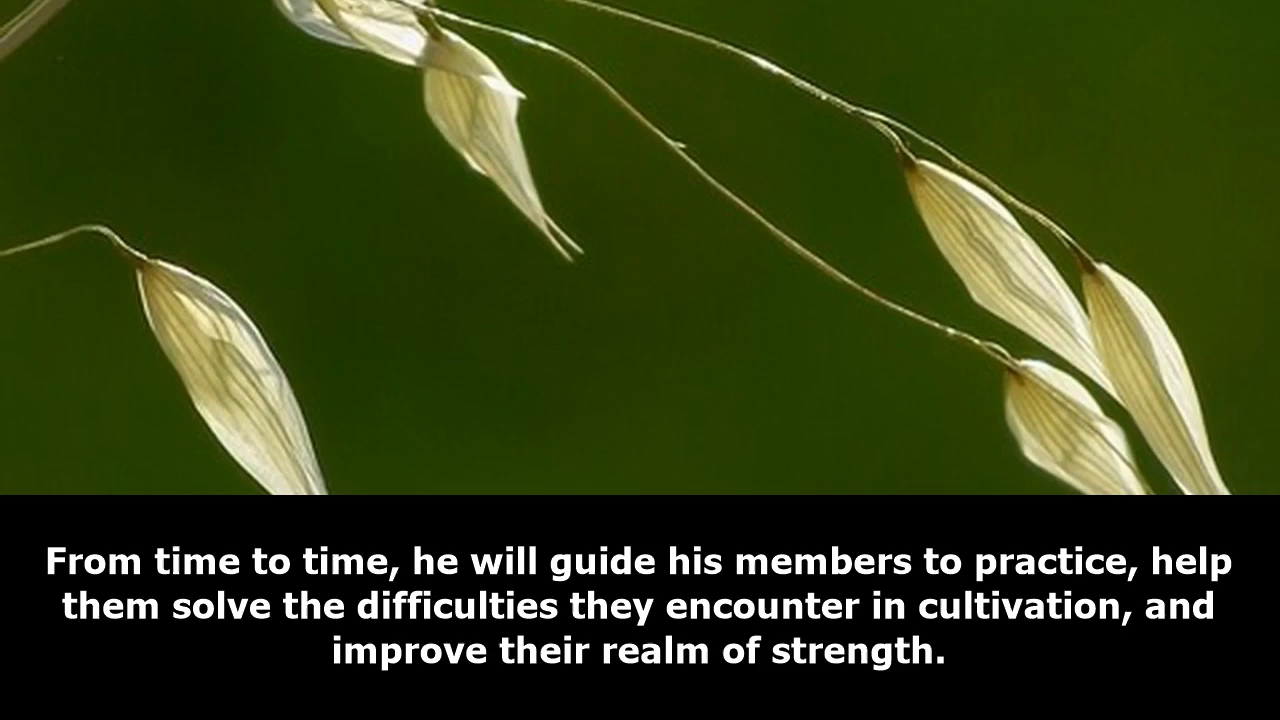 From time to time, he will guide his members to practice, help
them solve the difficulties they encounter in cultivation, and
improve their realm of strength.